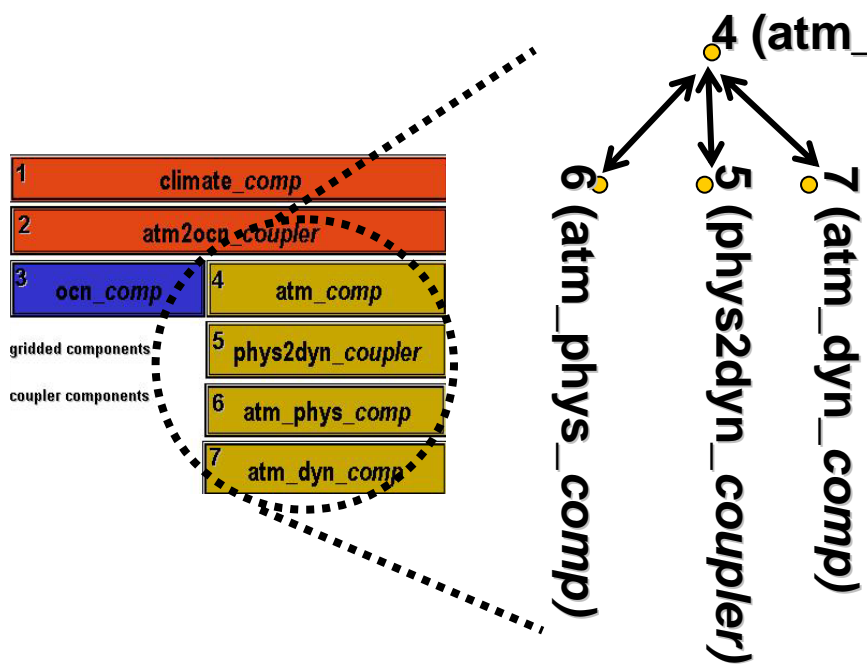 1 climate_comp
2 atm2ocn_coupler
3 ocn_comp
4 atm_comp
gridded components
5 phys2dyn_coupler
coupler components
6 atm_phys_comp
7 atm_dyn_comp
4 (atm_
6 (atm_phys_comp)
5 (phys2dyn_coupler)
7 (atm_dyn_comp)